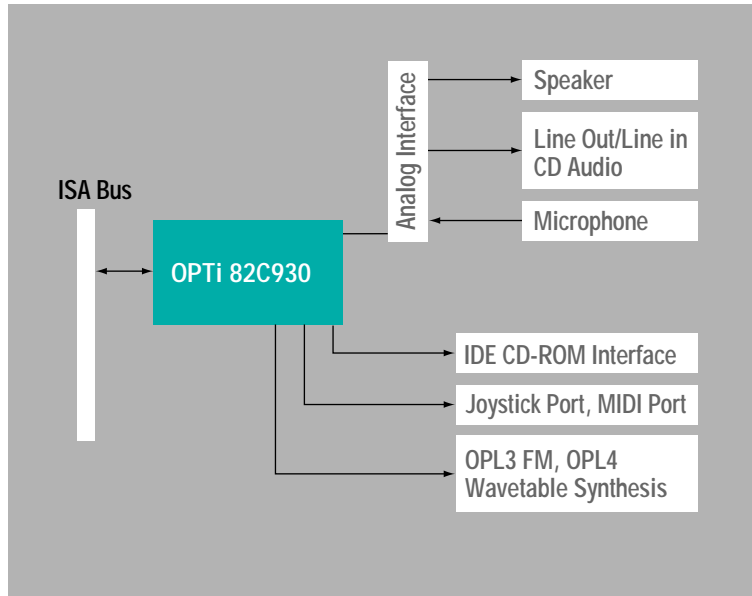 Speaker
Analog Interface
Line Out/Line in
CD Audio
ISA Bus
Microphone
OPTi 82C930
IDE CD-ROM Interface
Joystick Port, MIDI Port
OPL3 FM, OPL4
Wavetable Synthesis